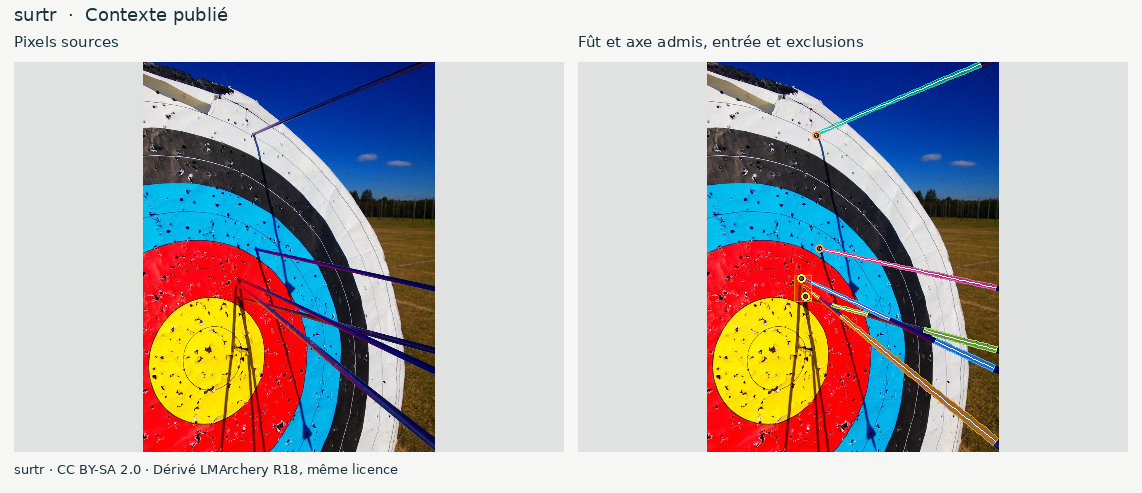 surtr · Contexte publié
Pixels sources
Fût et axe admis, entrée et exclusions
surtr · CC BY-SA 2.0 · Dérivé LMArchery R18, même licence